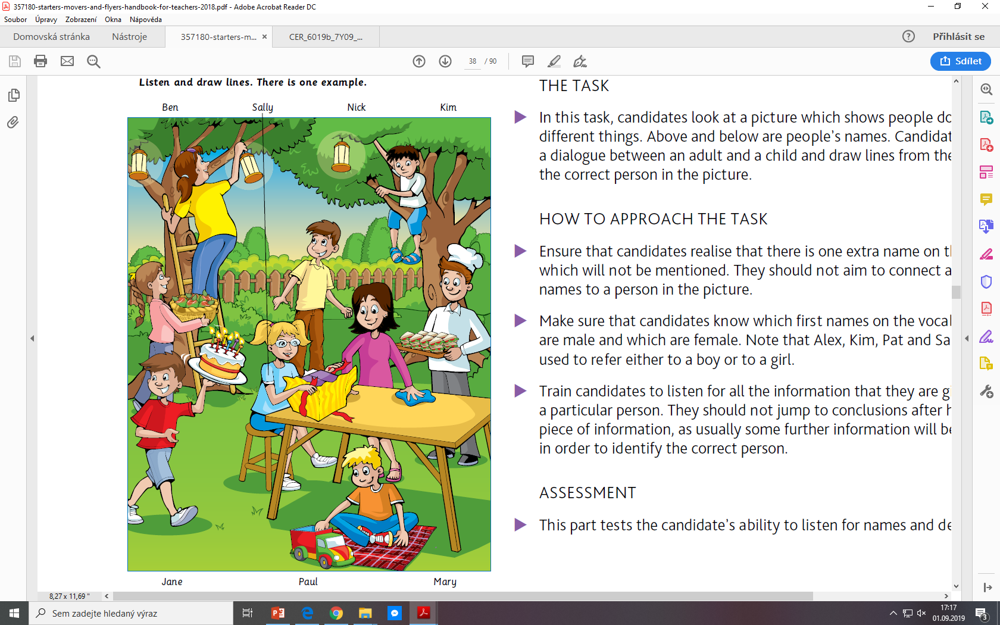 357180-starters-movers-and-flyers-handbook-for-teachers-2018.pdf - Adobe Acrobat Reader DC
Soubor Úpravy Zobrazení Okna Nápověda
Domovská stránka Nástroje 357180-starters-m... × CER_6019b_7Y09_... Přihlásit se
38 / 90 Sdílet
Listen and draw lines. There is one example.
Ben Sally Nick Kim
Jane Paul Mary
THE TASK
In this task, candidates look at a picture which shows people do
different things. Above and below are people's names. Candidat
a dialogue between an adult and a child and draw lines from the
the correct person in the picture.
HOW TO APPROACH THE TASK
Ensure that candidates realise that there is one extra name on th
which will not be mentioned. They should not aim to connect a
names to a person in the picture.
Make sure that candidates know which first names on the vocal
are male and which are female. Note that Alex, Kim, Pat and Sa
used to refer either to a boy or to a girl.
Train candidates to listen for all the information that they are g
a particular person. They should not jump to conclusions after h
piece of information, as usually some further information will be
in order to identify the correct person.
ASSESSMENT
This part tests the candidate's ability to listen for names and de
8,27 x 11,69 "
Sem zadejte hledaný výraz
17:17
01.09.2019
3